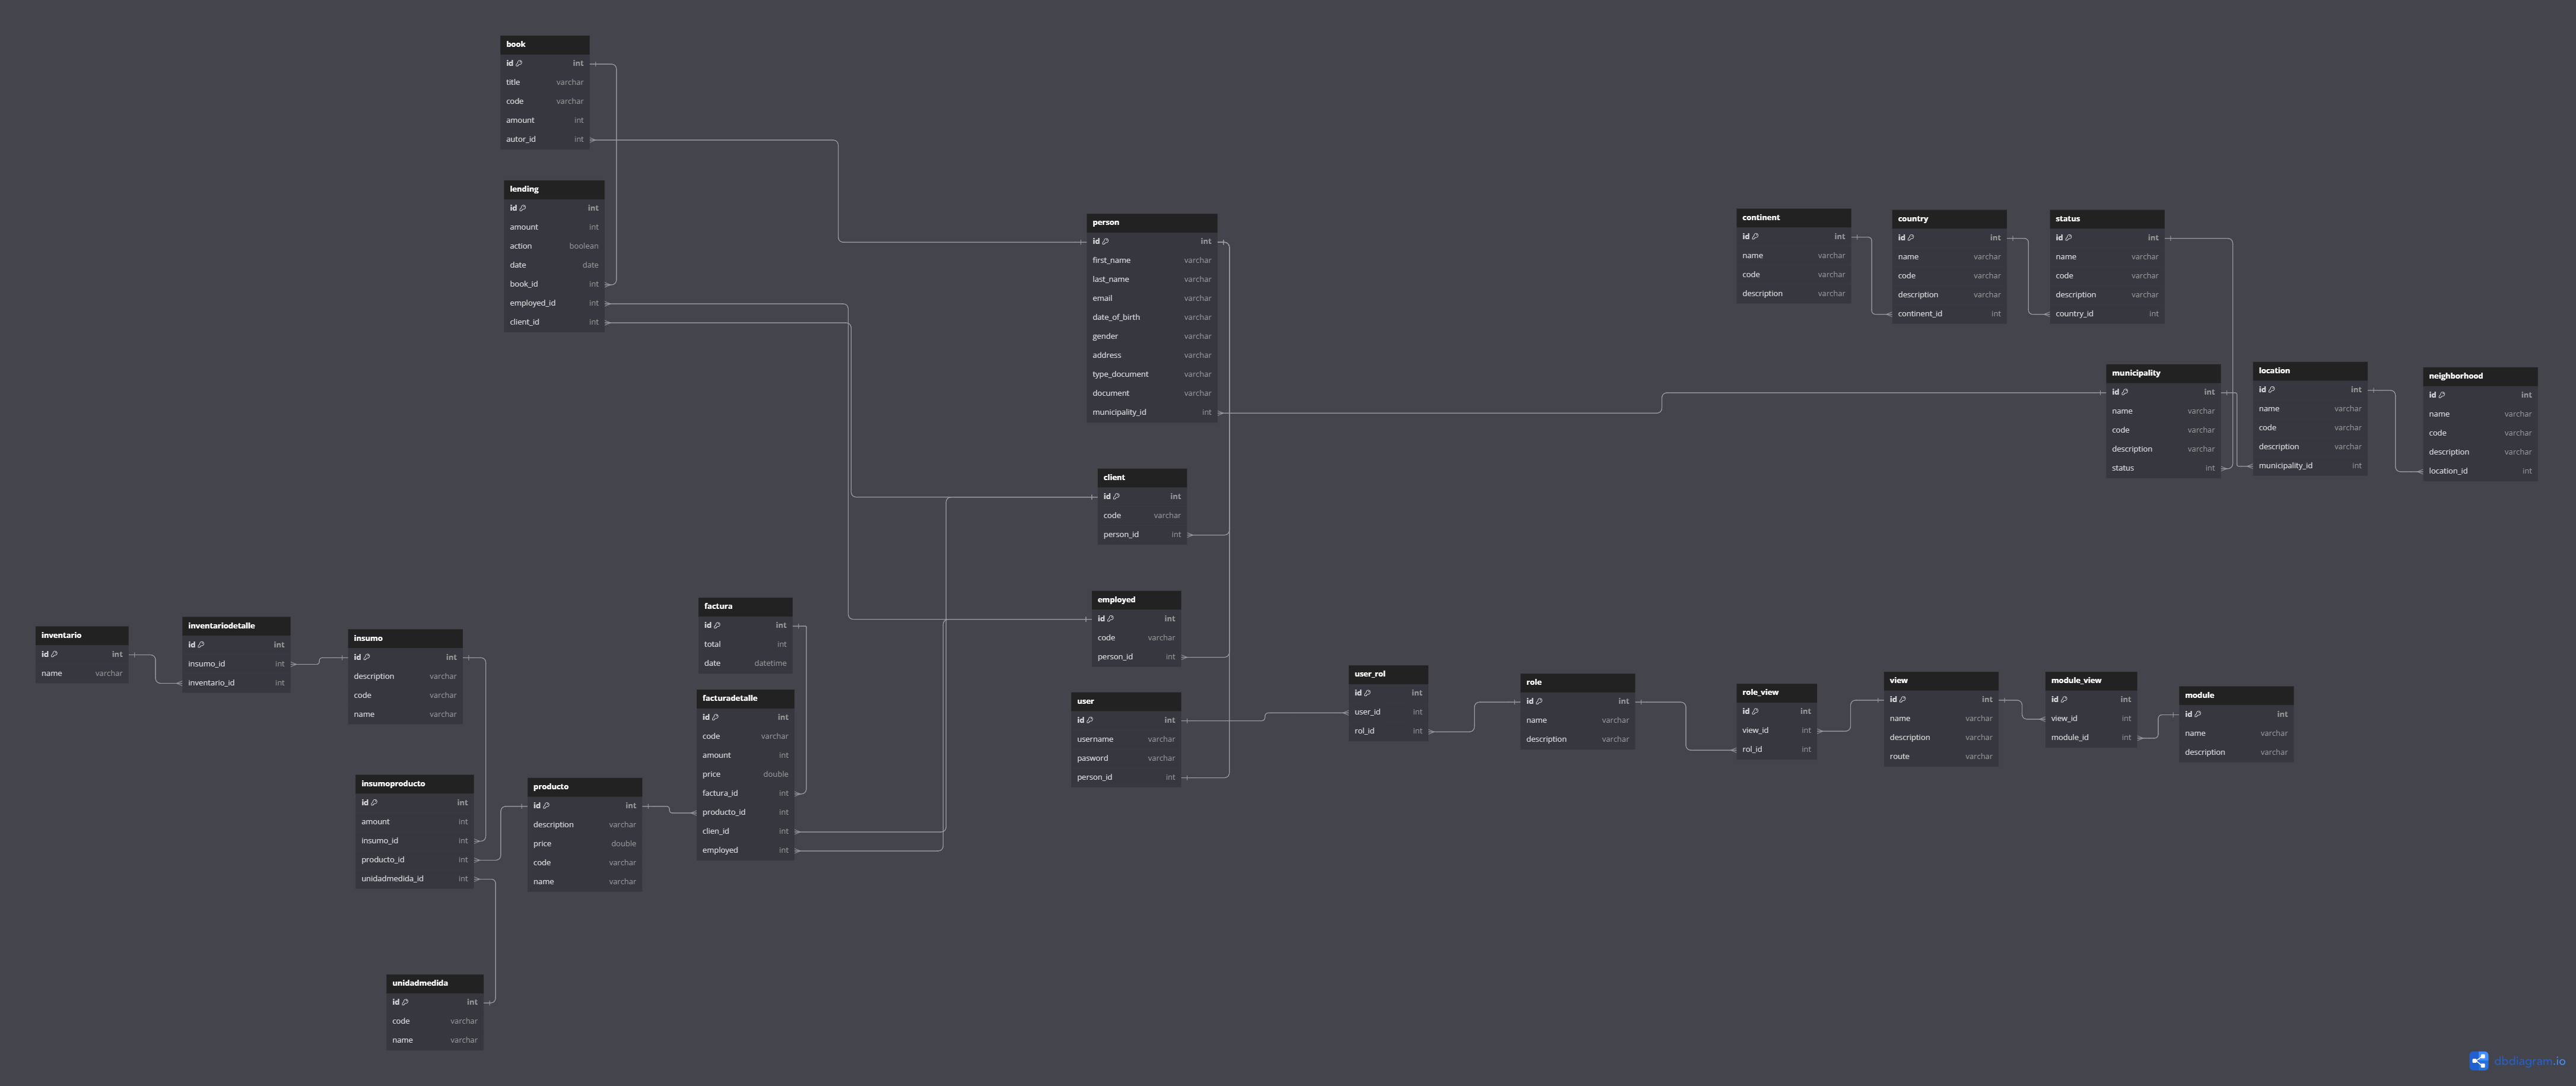 book
id int
title varchar
code varchar
amount int
autor_id int
lending
id int
amount int
action boolean
date date
book_id int
employed_id int
client_id int
person
id int
first_name varchar
last_name varchar
email varchar
date_of_birth varchar
gender varchar
address varchar
type_document varchar
document varchar
municipality_id int
continent
id int
name varchar
code varchar
description varchar
country
id int
name varchar
code varchar
description varchar
continent_id int
status
id int
name varchar
code varchar
description varchar
country_id int
municipality
id int
name varchar
code varchar
description varchar
status int
location
id int
name varchar
code varchar
description varchar
municipality_id int
neighborhood
id int
name varchar
code varchar
description varchar
location_id int
client
id int
code varchar
person_id int
employed
id int
code varchar
person_id int
user
id int
username varchar
pasword varchar
person_id int
inventario
id int
name varchar
inventariodetalle
id int
insumo_id int
inventario_id int
insumo
id int
description varchar
code varchar
name varchar
factura
id int
total int
date datetime
facturadetalle
id int
code varchar
amount int
price double
factura_id int
producto_id int
clien_id int
employed int
insumoproducto
id int
amount int
insumo_id int
producto_id int
unidadmedida_id int
producto
id int
description varchar
price double
code varchar
name varchar
unidadmedida
id int
code varchar
name varchar
user_rol
id int
user_id int
rol_id int
role
id int
name varchar
description varchar
role_view
id int
view_id int
rol_id int
view
id int
name varchar
description varchar
route varchar
module_view
id int
view_id int
module_id int
module
id int
name varchar
description varchar
dbdiagram.io